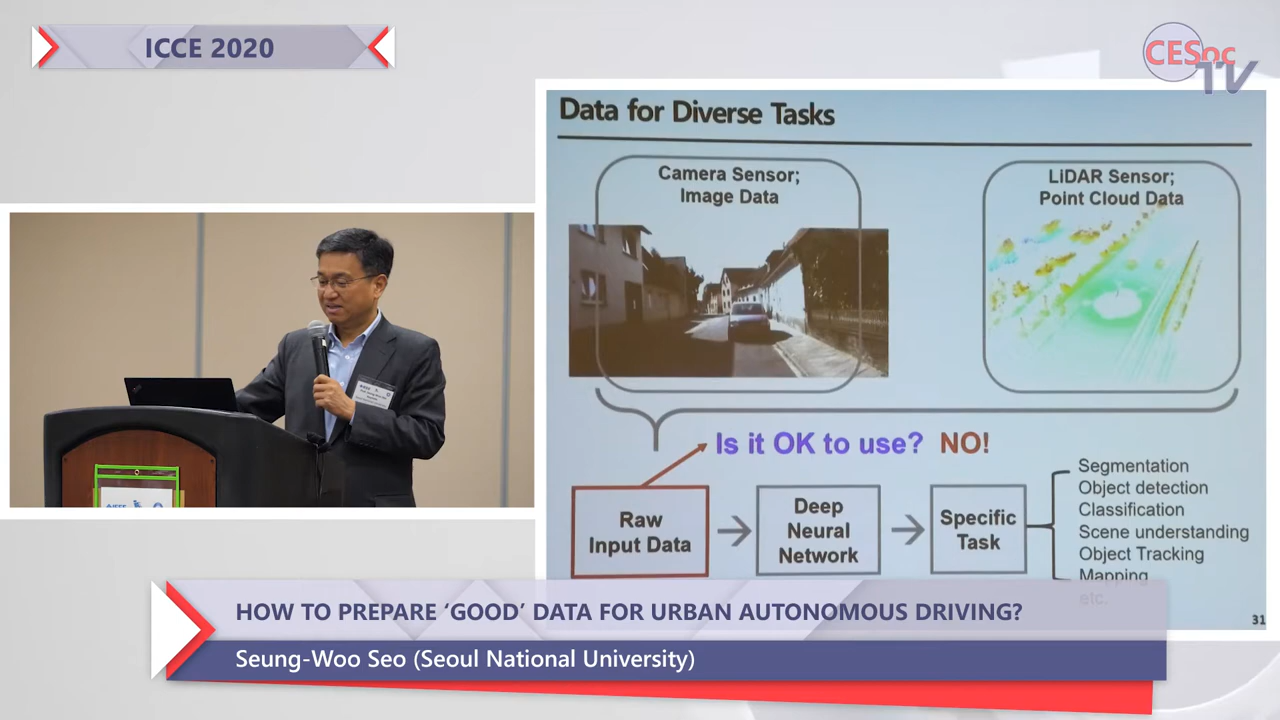 ICCE 2020
CESoc
TV
Data for Diverse Tasks
Camera Sensor;
Image Data
LiDAR Sensor;
Point Cloud Data
Is it OK to use? NO!
Raw
Input Data
Deep
Neural
Network
Specific
Task
Segmentation
Object detection
Classification
Scene understanding
Object Tracking
Mapping
etc.
31
IEEE
HOW TO PREPARE ‘GOOD’ DATA FOR URBAN AUTONOMOUS DRIVING?
Seung-Woo Seo (Seoul National University)